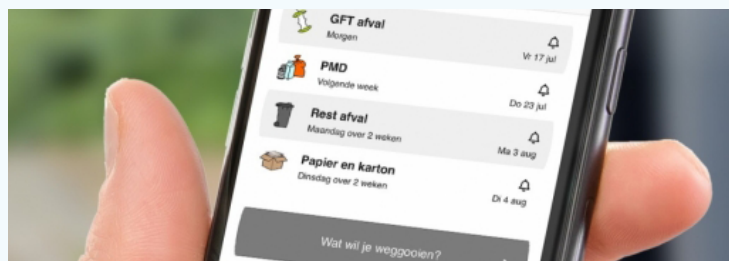 GFT afval
Morgen
Vr 17 jul
PMD
Volgende week
Do 23 jul
Rest afval
Maandag over 2 weken
Ma 3 aug
Papier en karton
Dinsdag over 2 weken
Di 4 aug
Wat wil je weggooien?